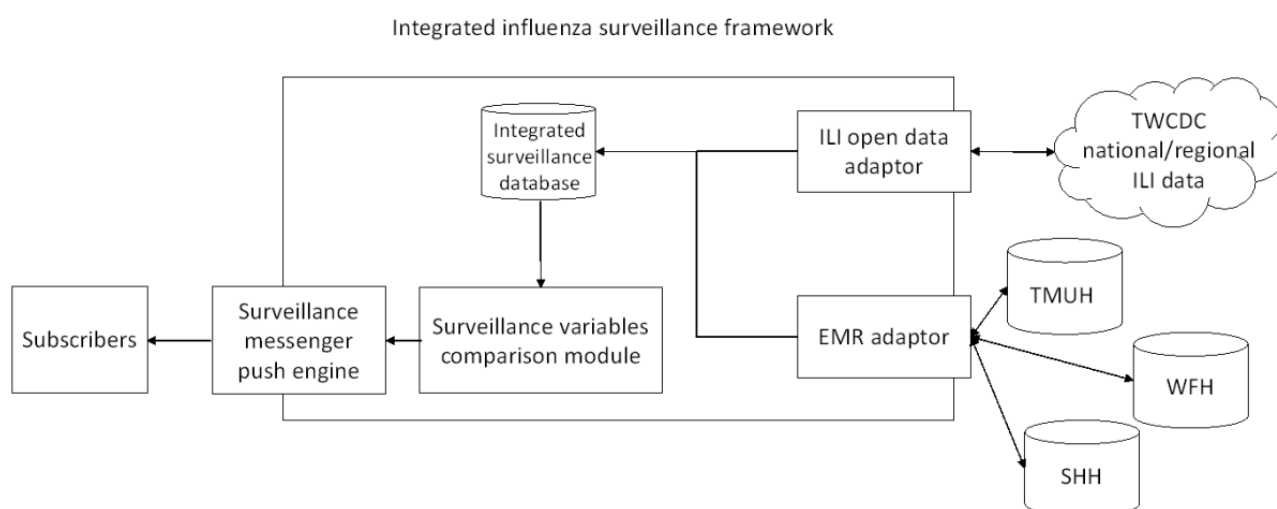 Integrated influenza surveillance framework
Integrated
surveillance
database
ILI open data
adaptor
TWCDC
national/regional
ILI data
TMUH
Subscribers
Surveillance
messenger
push engine
Surveillance variables
comparison module
EMR adaptor
WFH
SHH